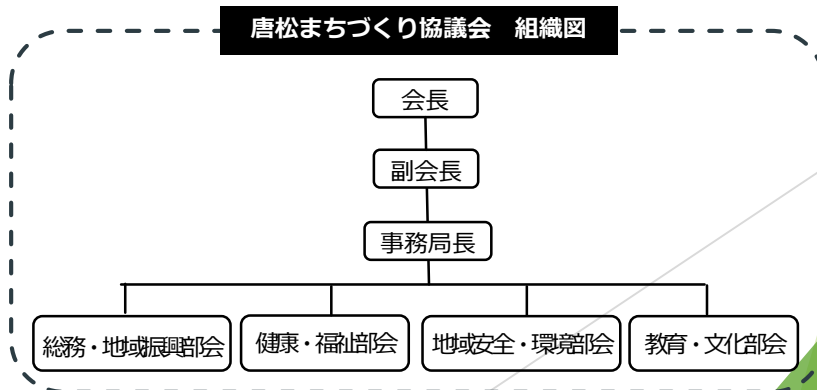 唐松まちづくり協議会　組織図
会長
副会長
事務局長
総務・地域振興部会
健康・福祉部会
地域安全・環境部会
教育・文化部会